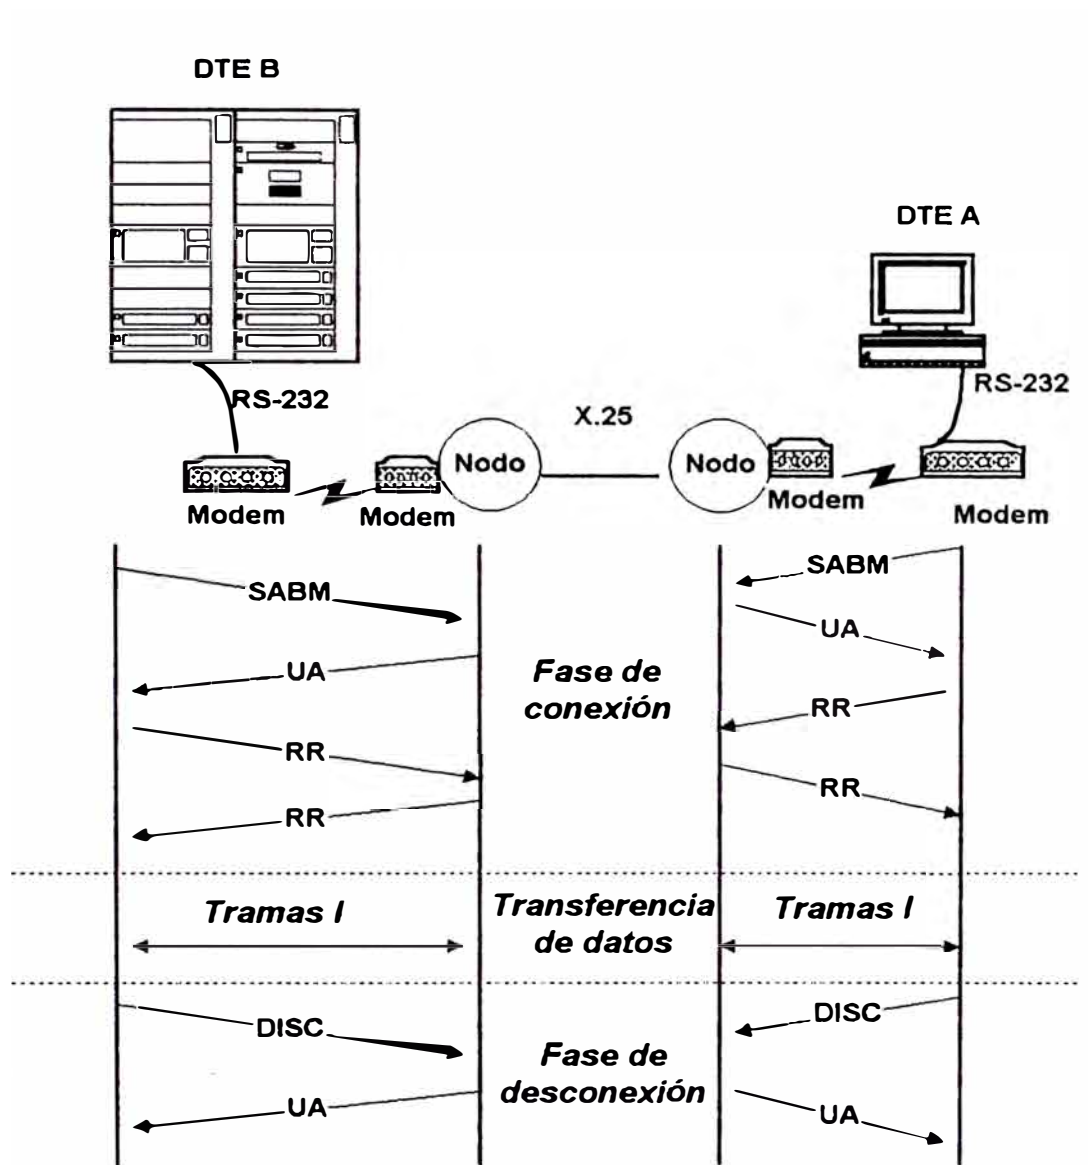 DTE B
DTE A
RS-232
RS-232
X.25
Nodo
Nodo
Modem
Modem
Modem
Modem
SABM
SABM
UA
UA
Fase de
conexión
RR
RR
RR
RR
Tramas I
Transferencia
de datos
Tramas I
DISC
DISC
Fase de
desconexión
UA
UA